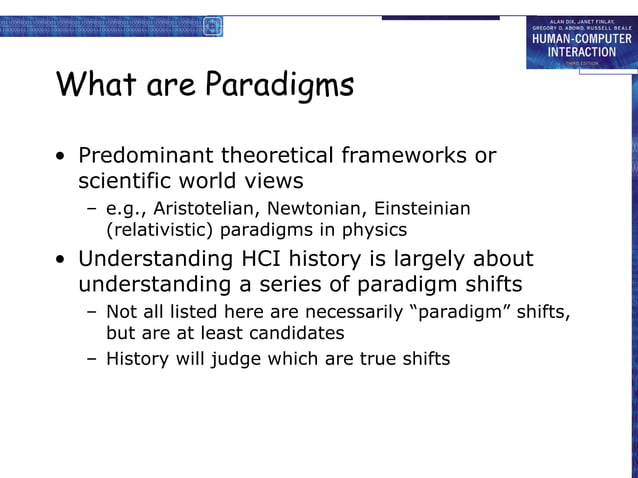 ALAN DIX, JANET FINLAY,
GREGORY D. ABOWD, RUSSELL BEALE
HUMAN-COMPUTER
INTERACTION
THIRD EDITION
What are Paradigms
• Predominant theoretical frameworks or
scientific world views
– e.g., Aristotelian, Newtonian, Einsteinian
(relativistic) paradigms in physics
• Understanding HCI history is largely about
understanding a series of paradigm shifts
– Not all listed here are necessarily “paradigm” shifts,
but are at least candidates
– History will judge which are true shifts